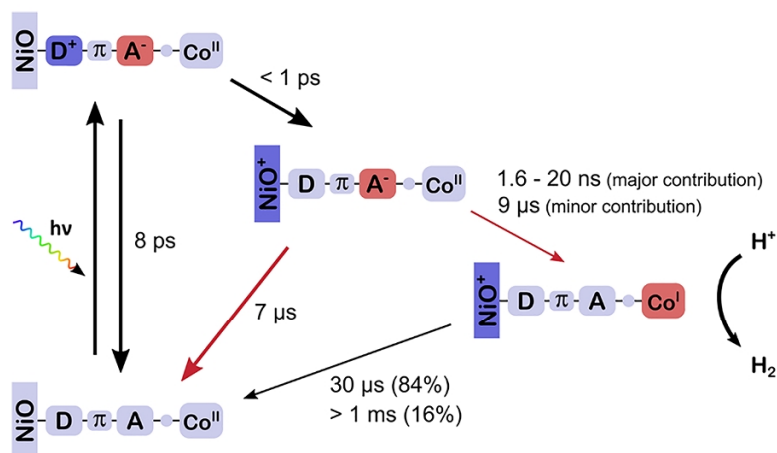 NiO D⁺ π A⁻ Coᴵᴵ
< 1 ps
NiO⁺ D π A⁻ Coᴵᴵ
1.6 - 20 ns (major contribution)
9 µs (minor contribution)
hν
8 ps
7 µs
H⁺
NiO⁺ D π A Coᴵ
H₂
30 µs (84%)
> 1 ms (16%)
NiO D π A Coᴵᴵ